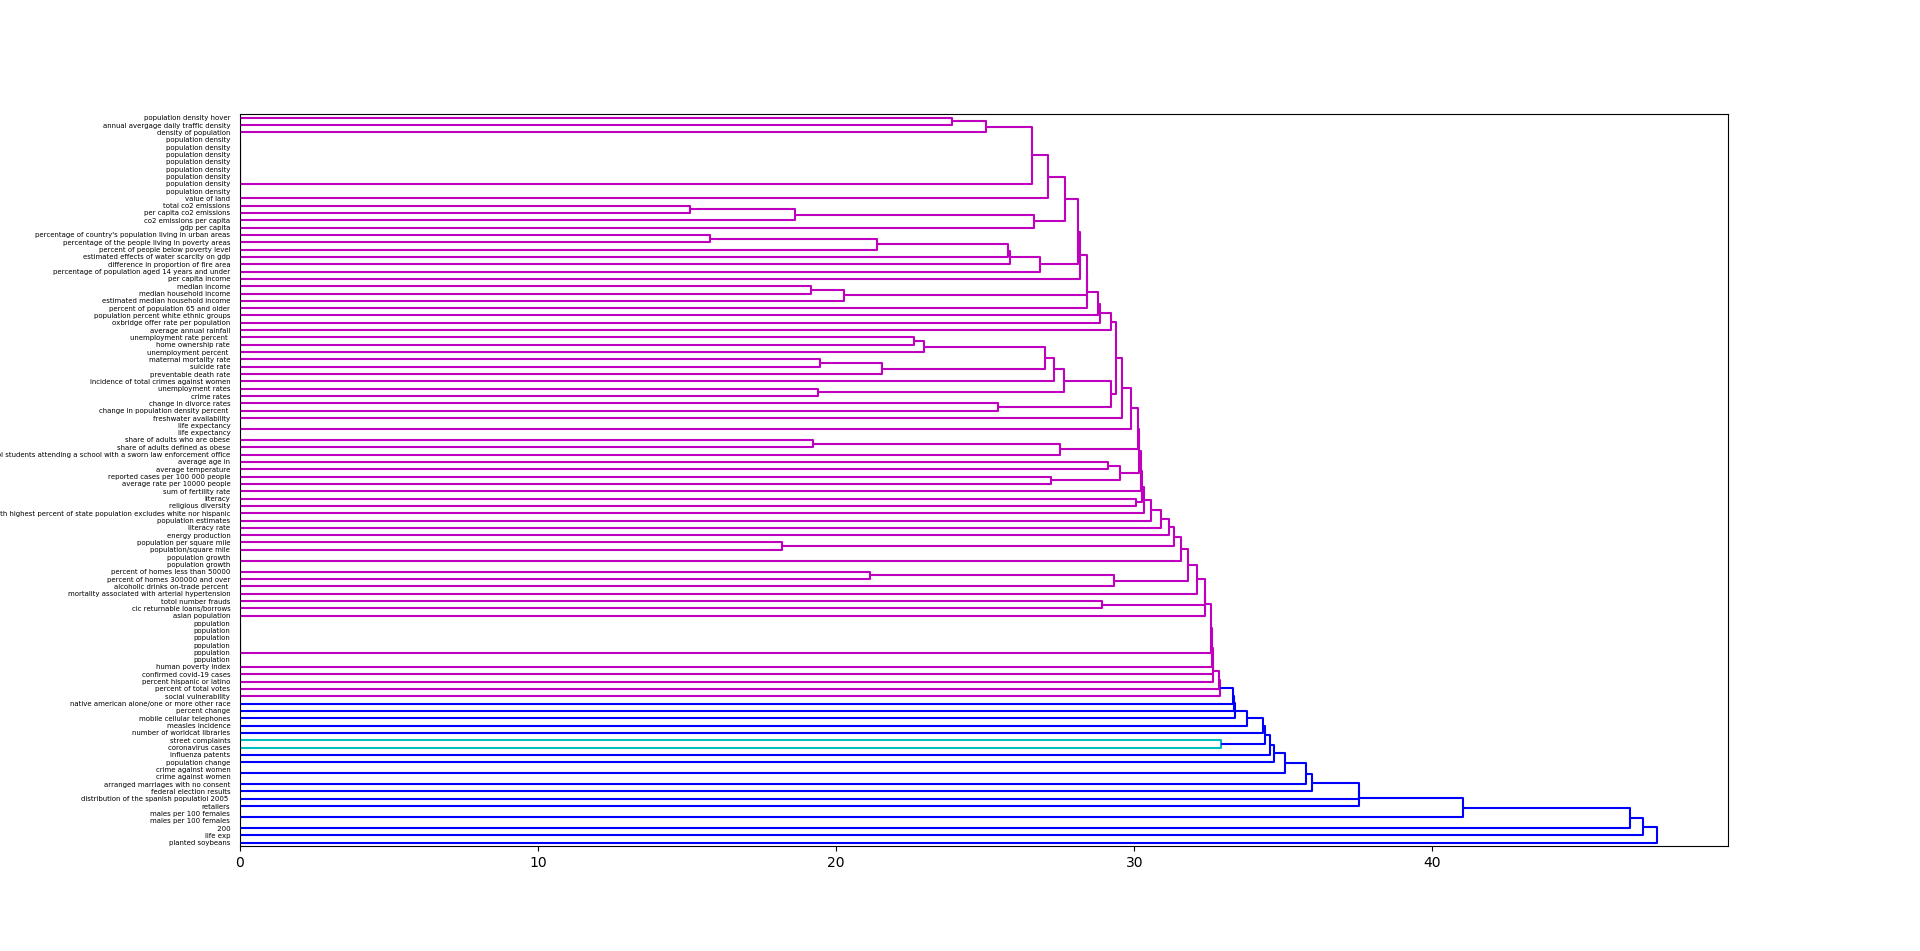 population density hover
annual avergage daily traffic density
density of population
population density
population density
population density
population density
population density
population density
population density
population density
value of land
total co2 emissions
per capita co2 emissions
co2 emissions per capita
gdp per capita
percentage of country's population living in urban areas
percentage of the people living in poverty areas
percent of people below poverty level
estimated effects of water scarcity on gdp
difference in proportion of fire area
percentage of population aged 14 years and under
per capita income
median income
median household income
estimated median household income
percent of population 65 and older
population percent white ethnic groups
oxbridge offer rate per population
average annual rainfall
unemployment rate percent
home ownership rate
unemployment percent
maternal mortality rate
suicide rate
preventable death rate
incidence of total crimes against women
unemployment rates
crime rates
change in divorce rates
change in population density percent
freshwater availability
life expectancy
life expectancy
share of adults who are obese
share of adults defined as obese
students attending a school with a sworn law enforcement office
average age in
average temperature
reported cases per 100 000 people
average rate per 10000 people
sum of fertility rate
literacy
religious diversity
highest percent of state population excludes white nor hispanic
population estimates
literacy rate
energy production
population per square mile
population/square mile
population growth
population growth
percent of homes less than 50000
percent of homes 300000 and over
alcoholic drinks on-trade percent
mortality associated with arterial hypertension
totol number frauds
cic returnable loans/borrows
asian population
population
population
population
population
population
population
human poverty index
confirmed covid-19 cases
percent hispanic or latino
percent of total votes
social vulnerability
native american alone/one or more other race
percent change
mobile cellular telephones
measles incidence
number of worldcat libraries
street complaints
coronavirus cases
influenza patents
population change
crime against women
crime against women
arranged marriages with no consent
federal election results
distribution of the spanish populatiol 2005
retailers
males per 100 females
males per 100 females
200
life exp
planted soybeans
0 10 20 30 40